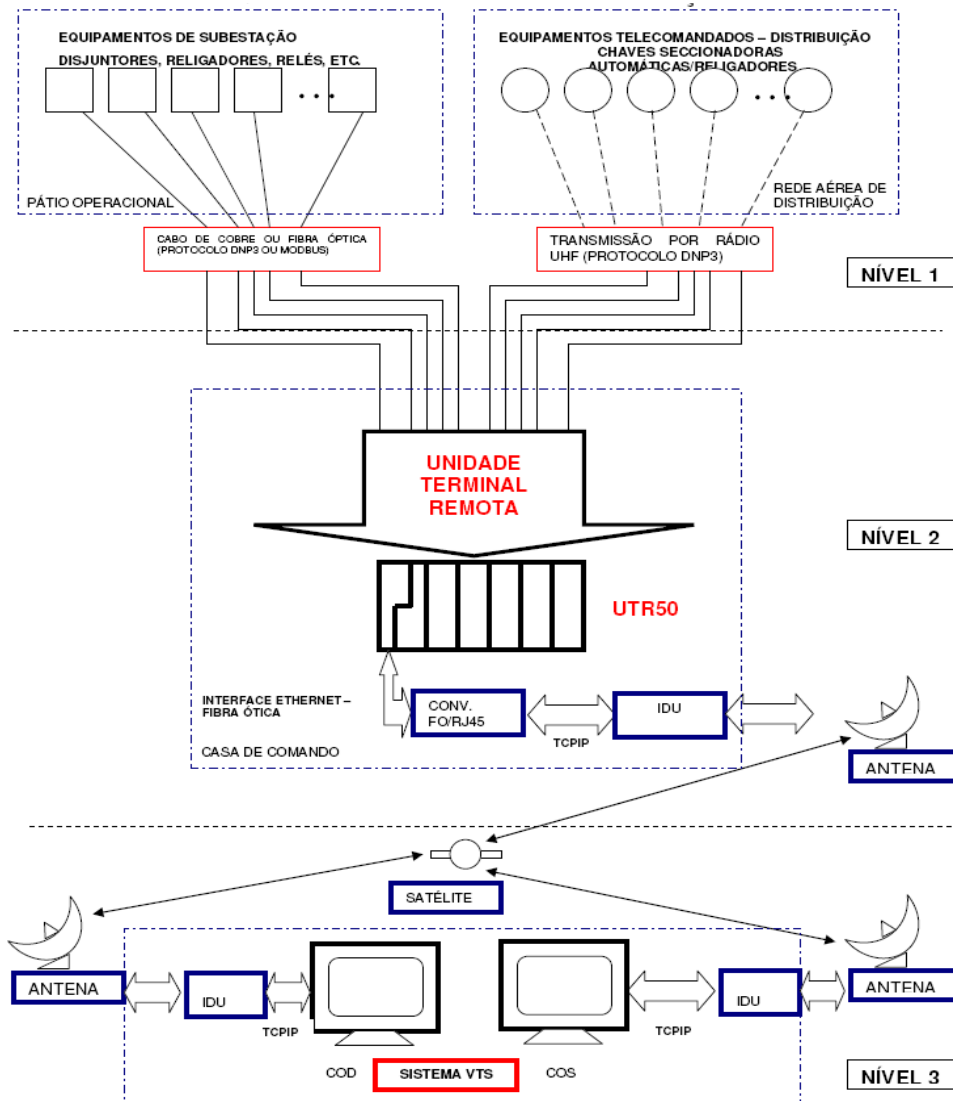 EQUIPAMENTOS DE SUBESTAÇÃO
DISJUNTORES, RELIGADORES, RELÉS, ETC.
...
PÁTIO OPERACIONAL
EQUIPAMENTOS TELECOMANDADOS – DISTRIBUIÇÃO
CHAVES SECCIONADORAS
AUTOMÁTICAS/RELIGADORES
...
REDE AÉREA DE
DISTRIBUIÇÃO
CABO DE COBRE OU FIBRA ÓPTICA
(PROTOCOLO DNP3 OU MODBUS)
TRANSMISSÃO POR RÁDIO
UHF (PROTOCOLO DNP3)
NÍVEL 1
UNIDADE
TERMINAL
REMOTA
NÍVEL 2
UTR50
INTERFACE ETHERNET –
FIBRA ÓTICA
CASA DE COMANDO
CONV.
FO/RJ45
TCPIP
IDU
ANTENA
SATÉLITE
ANTENA
IDU
TCPIP
COD
SISTEMA VTS
COS
TCPIP
IDU
ANTENA
NÍVEL 3